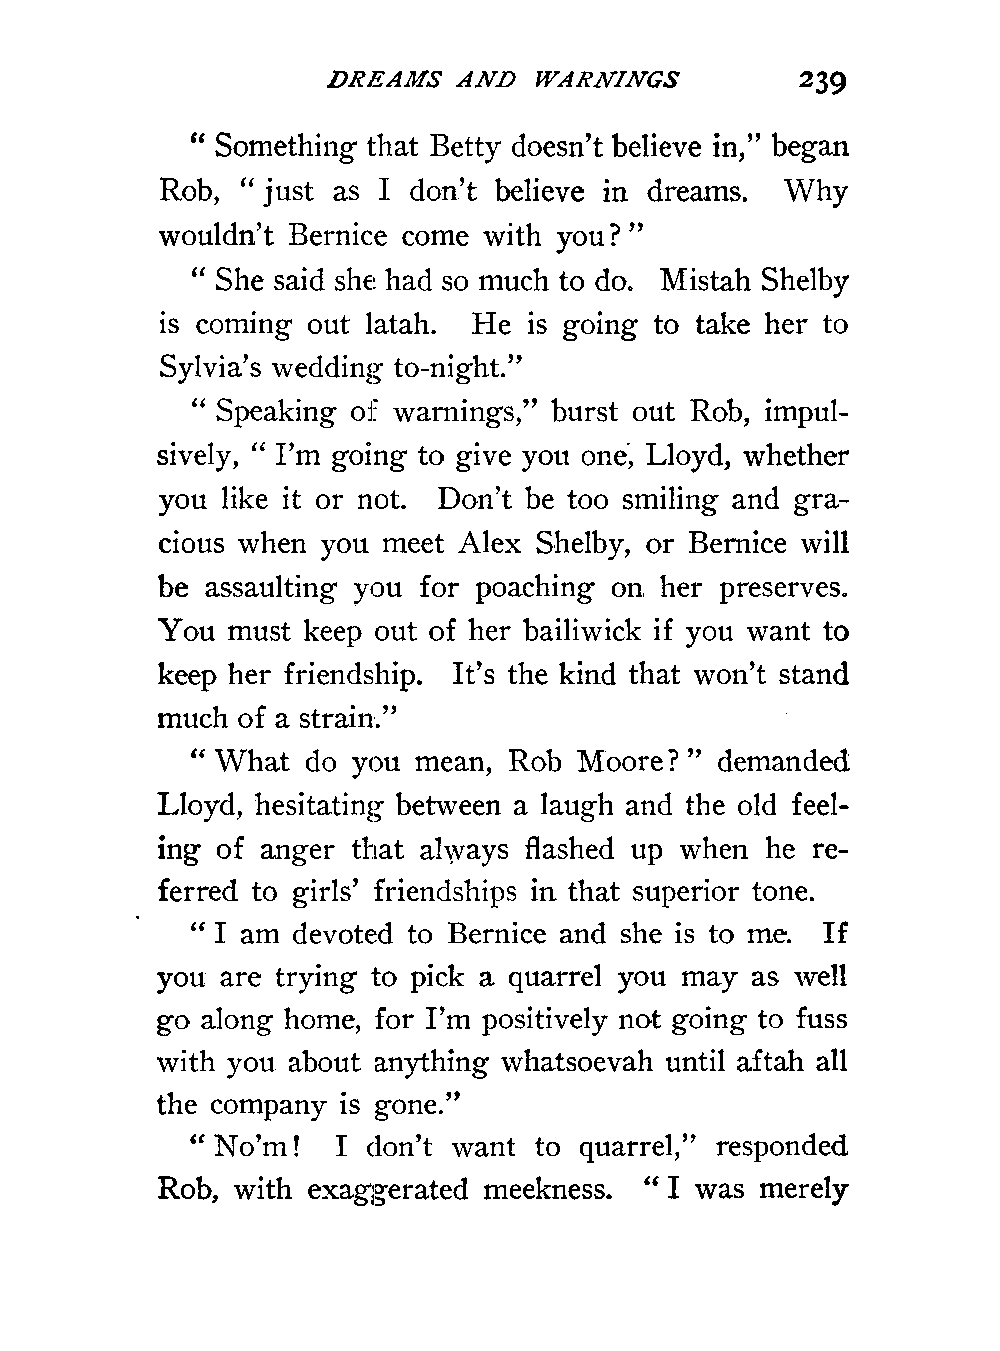 DREAMS AND WARNINGS 239
“ Something that Betty doesn’t believe in,” began
Rob, “ just as I don’t believe in dreams. Why
wouldn’t Bernice come with you? ”
“ She said she had so much to do. Mistah Shelby
is coming out latah. He is going to take her to
Sylvia’s wedding to-night.”
“ Speaking of warnings,” burst out Rob, impul-
sively, “ I’m going to give you one, Lloyd, whether
you like it or not. Don’t be too smiling and gra-
cious when you meet Alex Shelby, or Bernice will
be assaulting you for poaching on her preserves.
You must keep out of her bailiwick if you want to
keep her friendship. It’s the kind that won’t stand
much of a strain.”
“ What do you mean, Rob Moore? ” demanded
Lloyd, hesitating between a laugh and the old feel-
ing of anger that always flashed up when he re-
ferred to girls’ friendships in that superior tone.
“ I am devoted to Bernice and she is to me. If
you are trying to pick a quarrel you may as well
go along home, for I’m positively not going to fuss
with you about anything whatsoevah until aftah all
the company is gone.”
“ No’m! I don’t want to quarrel,” responded
Rob, with exaggerated meekness. “ I was merely